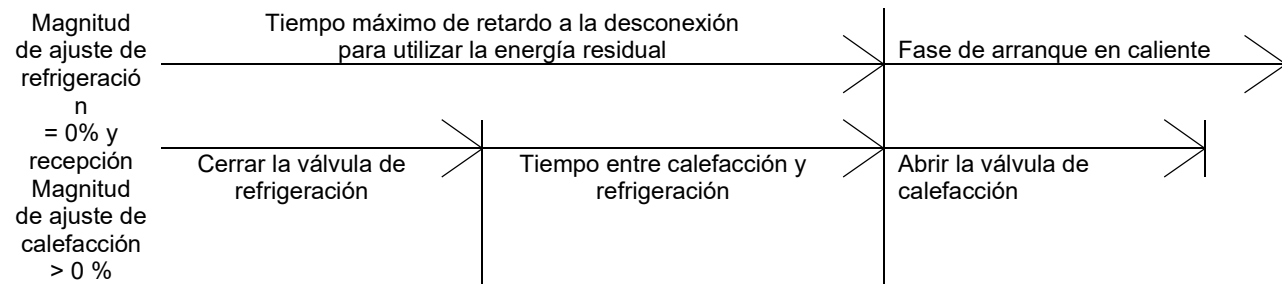 Magnitud
de ajuste de
refrigeració
n
= 0% y
recepción
Magnitud
de ajuste de
calefacción
> 0 %
Tiempo máximo de retardo a la desconexión
para utilizar la energía residual
Fase de arranque en caliente
Cerrar la válvula de
refrigeración
Tiempo entre calefacción y
refrigeración
Abrir la válvula de
calefacción